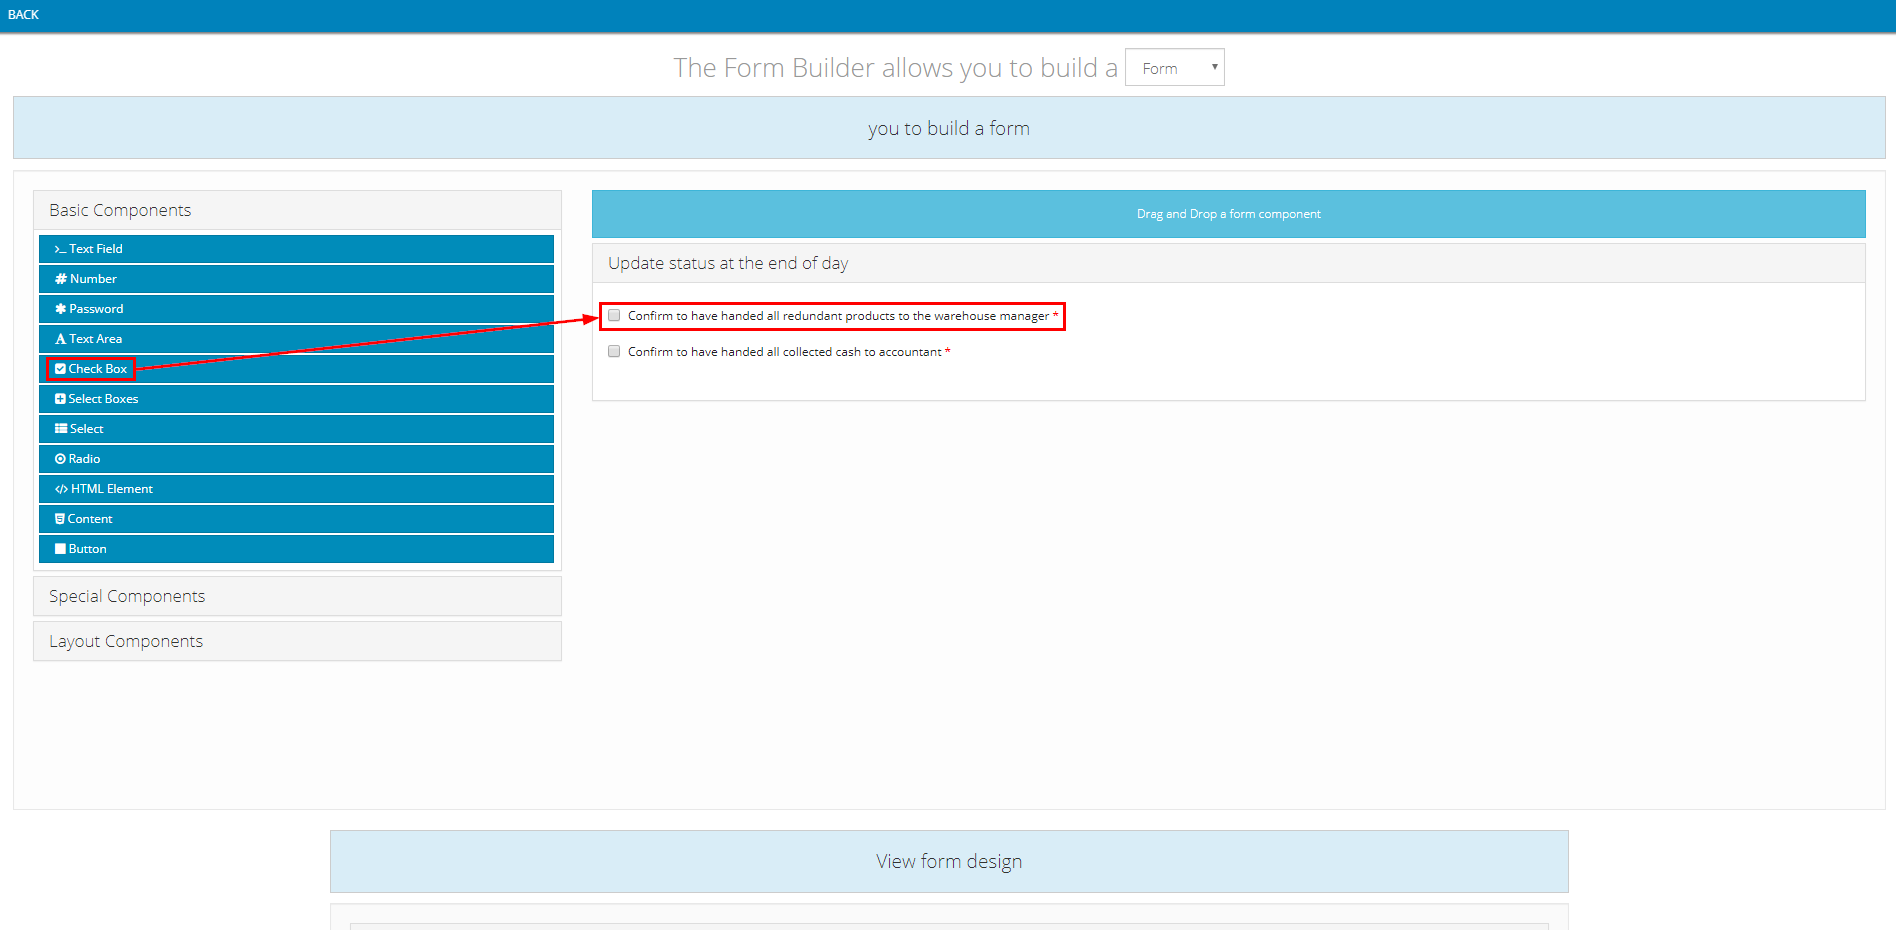 BACK
The Form Builder allows you to build a Form
you to build a form
Basic Components
Text Field
Number
Password
Text Area
Check Box
Select Boxes
Select
Radio
HTML Element
Content
Button
Special Components
Layout Components
Drag and Drop a form component
Update status at the end of day
Confirm to have handed all redundant products to the warehouse manager *
Confirm to have handed all collected cash to accountant *
View form design